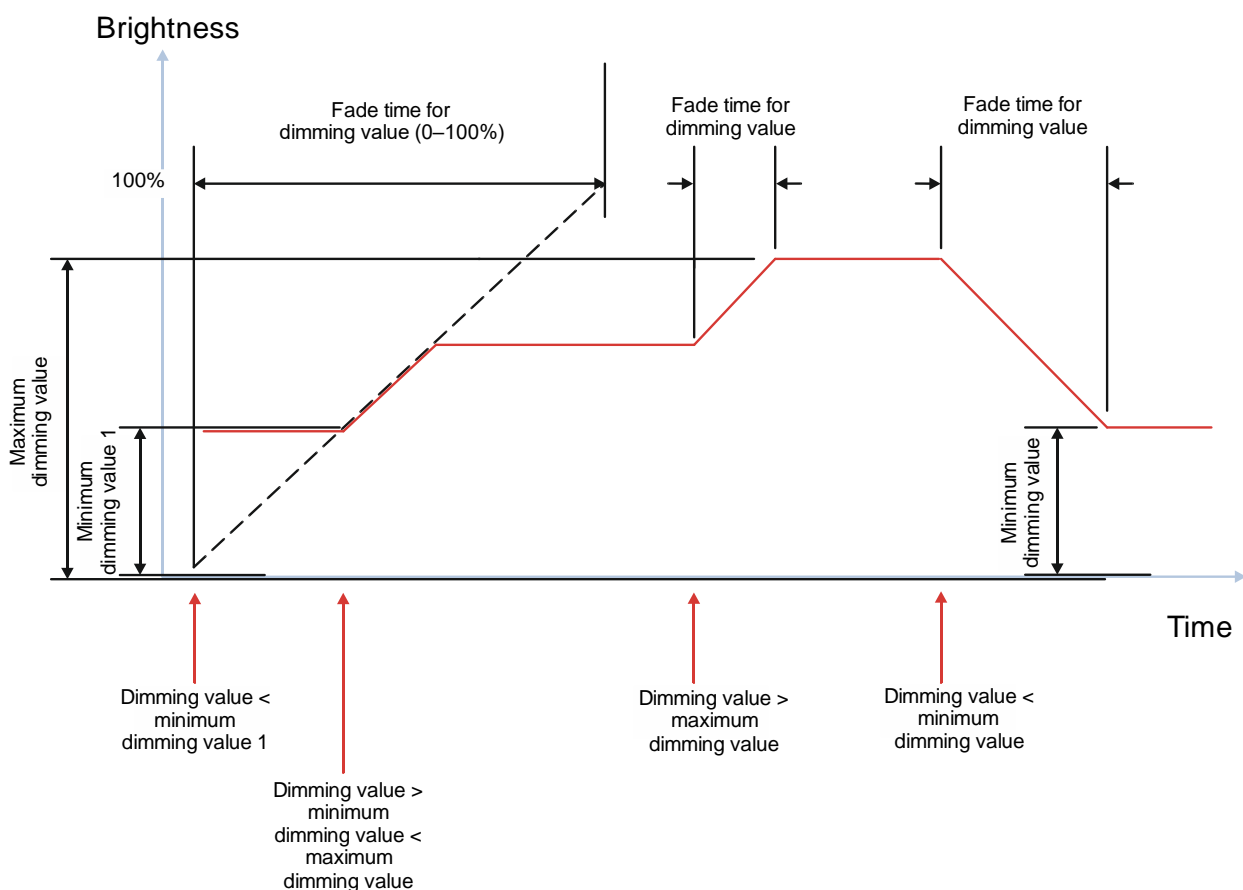 Brightness
Fade time for
dimming value (0–100%)
Fade time for
dimming value
Fade time for
dimming value
100%
Maximum
dimming value
Minimum
dimming value 1
Minimum
dimming value
Time
Dimming value <
minimum
dimming value 1
Dimming value >
minimum
dimming value <
maximum
dimming value
Dimming value >
maximum
dimming value
Dimming value <
minimum
dimming value